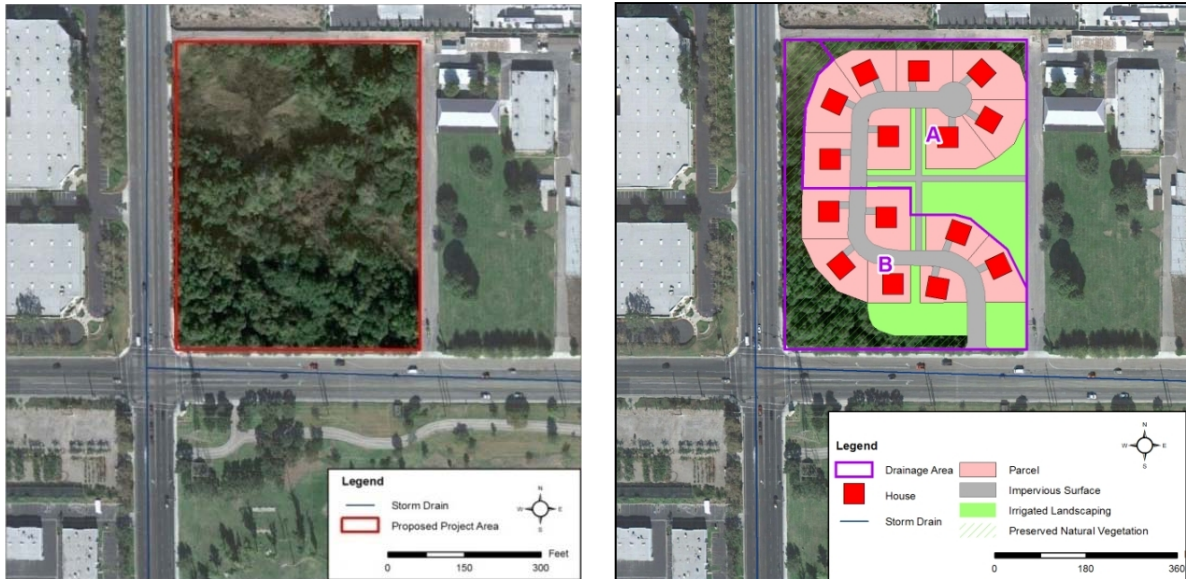 Legend
Storm Drain
Proposed Project Area
N
W E
S
Feet
0 150 300
A
B
Legend
Drainage Area
House
Storm Drain
Parcel
Impervious Surface
Irrigated Landscaping
Preserved Natural Vegetation
N
W E
S
0 180 360